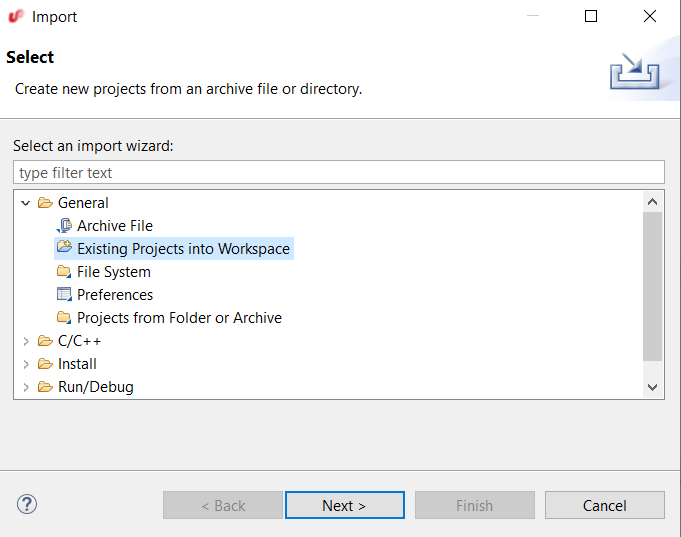 Import
Select
Create new projects from an archive file or directory.
Select an import wizard:
type filter text
General
Archive File
Existing Projects into Workspace
File System
Preferences
Projects from Folder or Archive
C/C++
Install
Run/Debug
?
< Back
Next >
Finish
Cancel